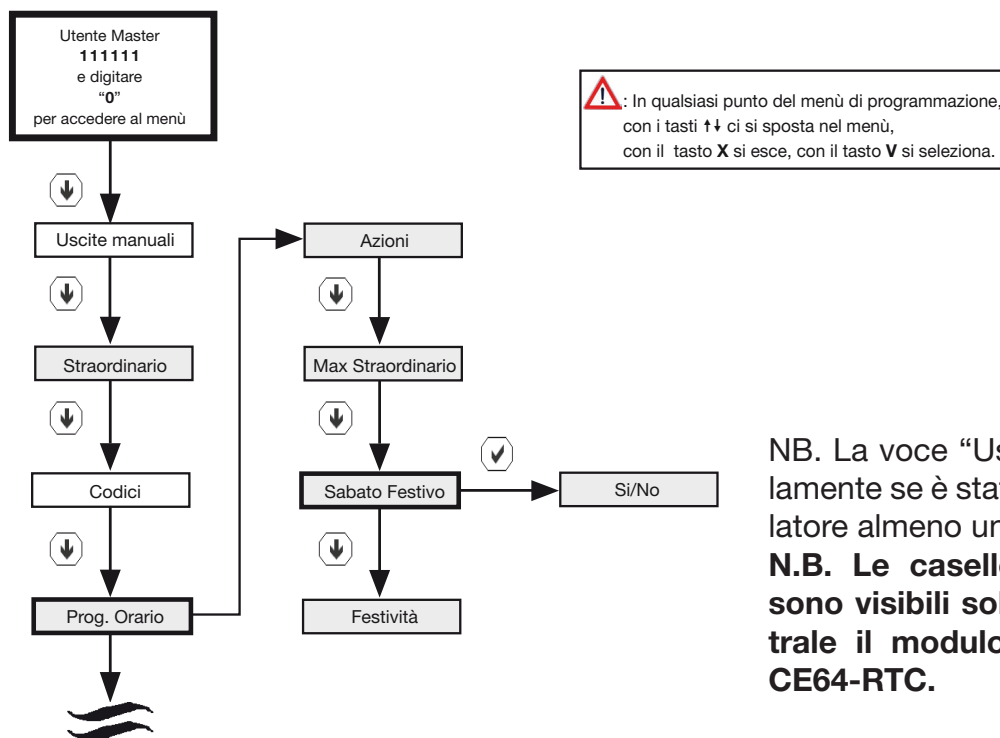 Utente Master
111111
e digitare
“0”
per accedere al menù
: In qualsiasi punto del menù di programmazione,
con i tasti ↑↓ ci si sposta nel menù,
con il tasto X si esce, con il tasto V si seleziona.
Uscite manuali
Straordinario
Codici
Prog. Orario
Azioni
Max Straordinario
Sabato Festivo
Si/No
Festività
NB. La voce “Us
lamente se è stat
latore almeno un
N.B. Le caselle
sono visibili sol
trale il modulo
CE64-RTC.